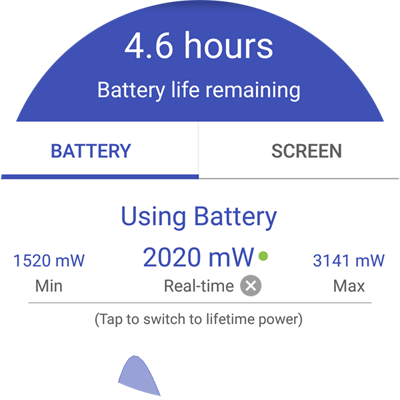 4.6 hours
Battery life remaining
BATTERY SCREEN
Using Battery
1520 mW 2020 mW 3141 mW
Min Real-time Max
(Tap to switch to lifetime power)